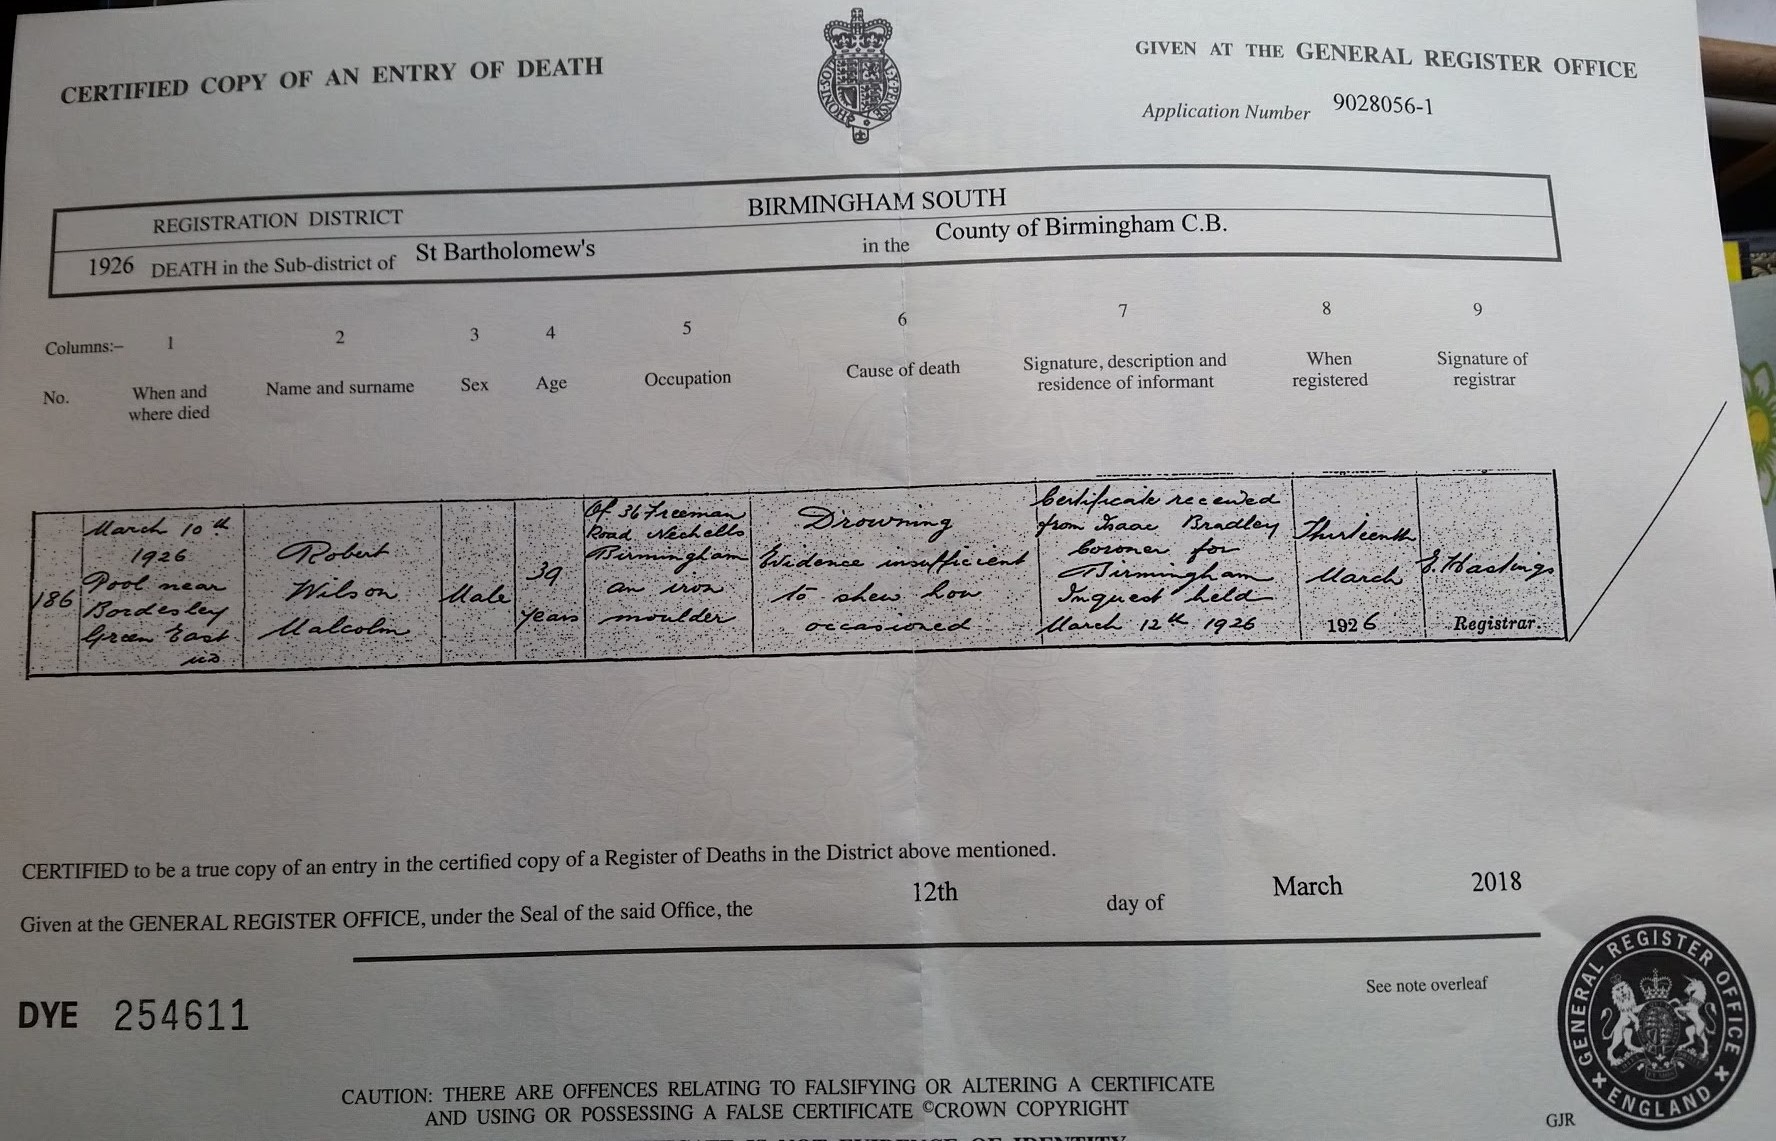 CERTIFIED COPY OF AN ENTRY OF DEATH
GIVEN AT THE GENERAL REGISTER OFFICE
Application Number 9028056-1
REGISTRATION DISTRICT BIRMINGHAM SOUTH
1926 DEATH in the Sub-district of St Bartholomew's in the County of Birmingham C.B.
Columns:- 1 2 3 4 5 6 7 8 9
No.
When and
where died
Name and surname
Sex
Age
Occupation
Cause of death
Signature, description and
residence of informant
When
registered
Signature of
registrar
186
March 10th
1926
Pool near
Bordesley
Green East
Robert
Wilson
Malcolm
Male
39
years
Of 36 Freeman
Road Nechells
Birmingham
an iron
moulder
Drowning
Evidence insufficient
to shew how
occasioned
Certificate received
from Isaac Bradley
Coroner for
Birmingham
Inquest held
March 12th 1926
Thirteenth
March
1926
S. Hastings
Registrar.
CERTIFIED to be a true copy of an entry in the certified copy of a Register of Deaths in the District above mentioned.
Given at the GENERAL REGISTER OFFICE, under the Seal of the said Office, the 12th day of March 2018
See note overleaf
DYE 254611
GENERAL REGISTER OFFICE
ENGLAND
CAUTION: THERE ARE OFFENCES RELATING TO FALSIFYING OR ALTERING A CERTIFICATE
AND USING OR POSSESSING A FALSE CERTIFICATE ©CROWN COPYRIGHT
GJR